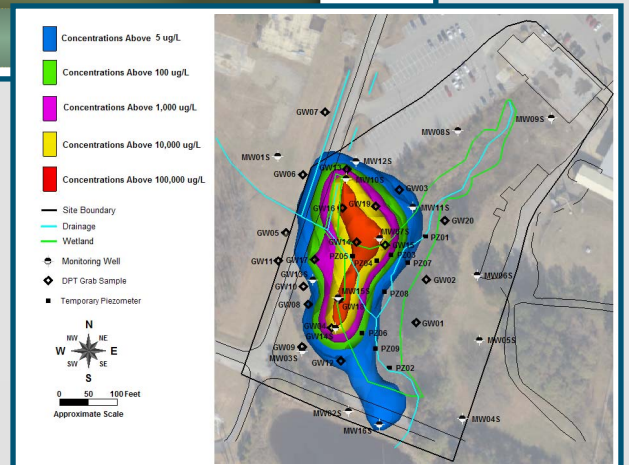 Concentrations Above 5 ug/L
Concentrations Above 100 ug/L
Concentrations Above 1,000 ug/L
Concentrations Above 10,000 ug/L
Concentrations Above 100,000 ug/L
Site Boundary
Drainage
Wetland
Monitoring Well
DPT Grab Sample
Temporary Piezometer
N
NW NE
W E
SW SE
S
0 50 100 Feet
Approximate Scale
GW07
MW09S
MW08S
MW01S
MW12S
GW13
GW06
MW10S
GW03
GW16
GW19
MW11S
GW20
GW05
MW07S
PZ01
GW14
GW15
PZ05
PZ03
GW11
GW17
PZ04
PZ07
MW06S
GW02
GW10
PZ08
MW15S
GW08
GW01
PZ06
MW05S
GW09
PZ09
MW03S
GW12
PZ02
MW02S
MW04S
MW16S